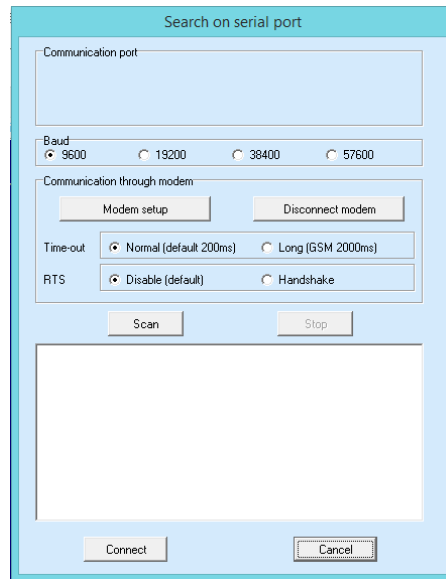 Search on serial port
Communication port
Baud
9600 19200 38400 57600
Communication through modem
Modem setup Disconnect modem
Time-out Normal (default 200ms) Long (GSM 2000ms)
RTS Disable (default) Handshake
Scan Stop
Connect Cancel